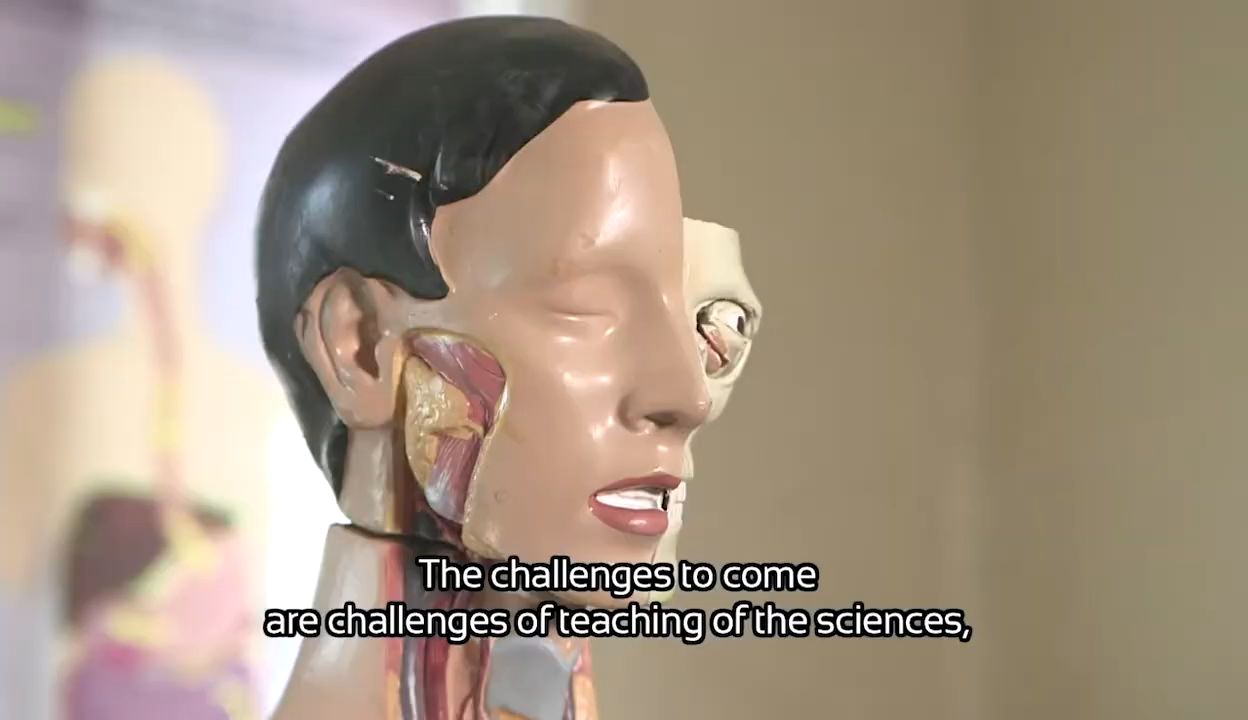 The challenges to come
are challenges of teaching of the sciences,